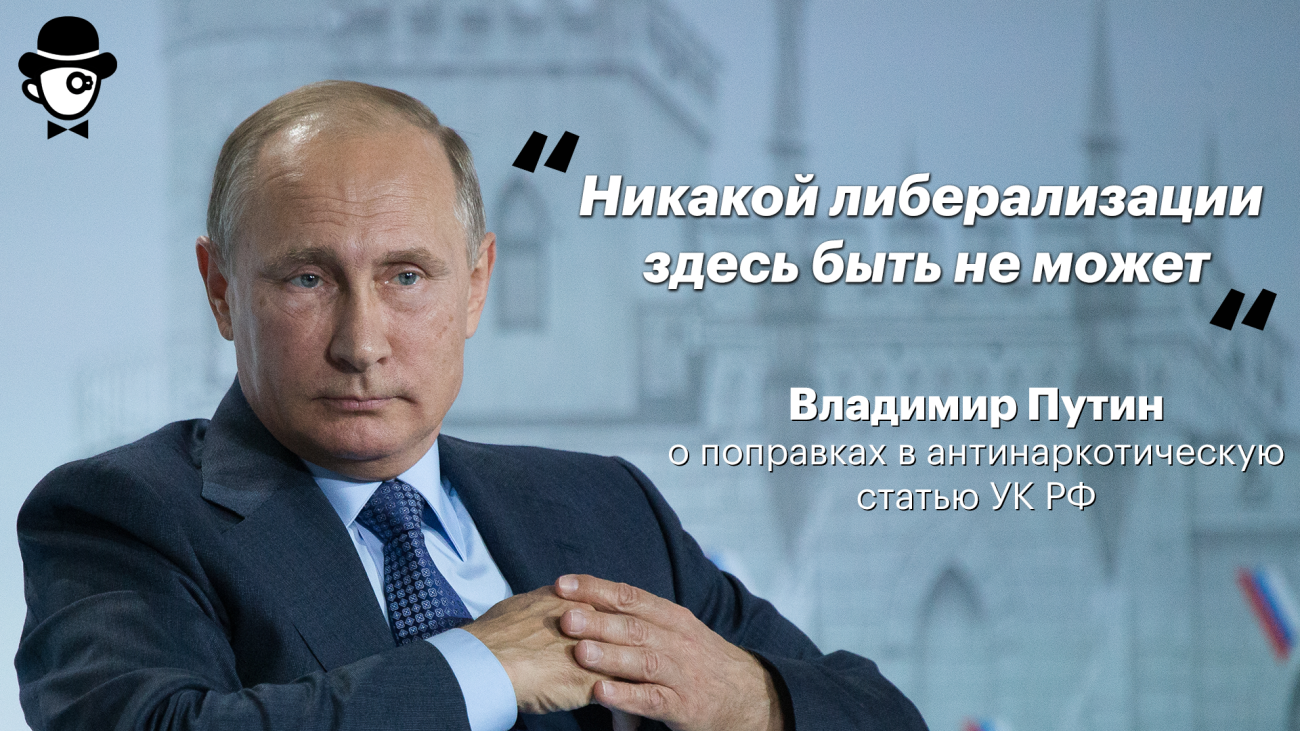 “
Никакой либерализации
здесь быть не может
“
Владимир Путин
о поправках в антинаркотическую
статью УК РФ